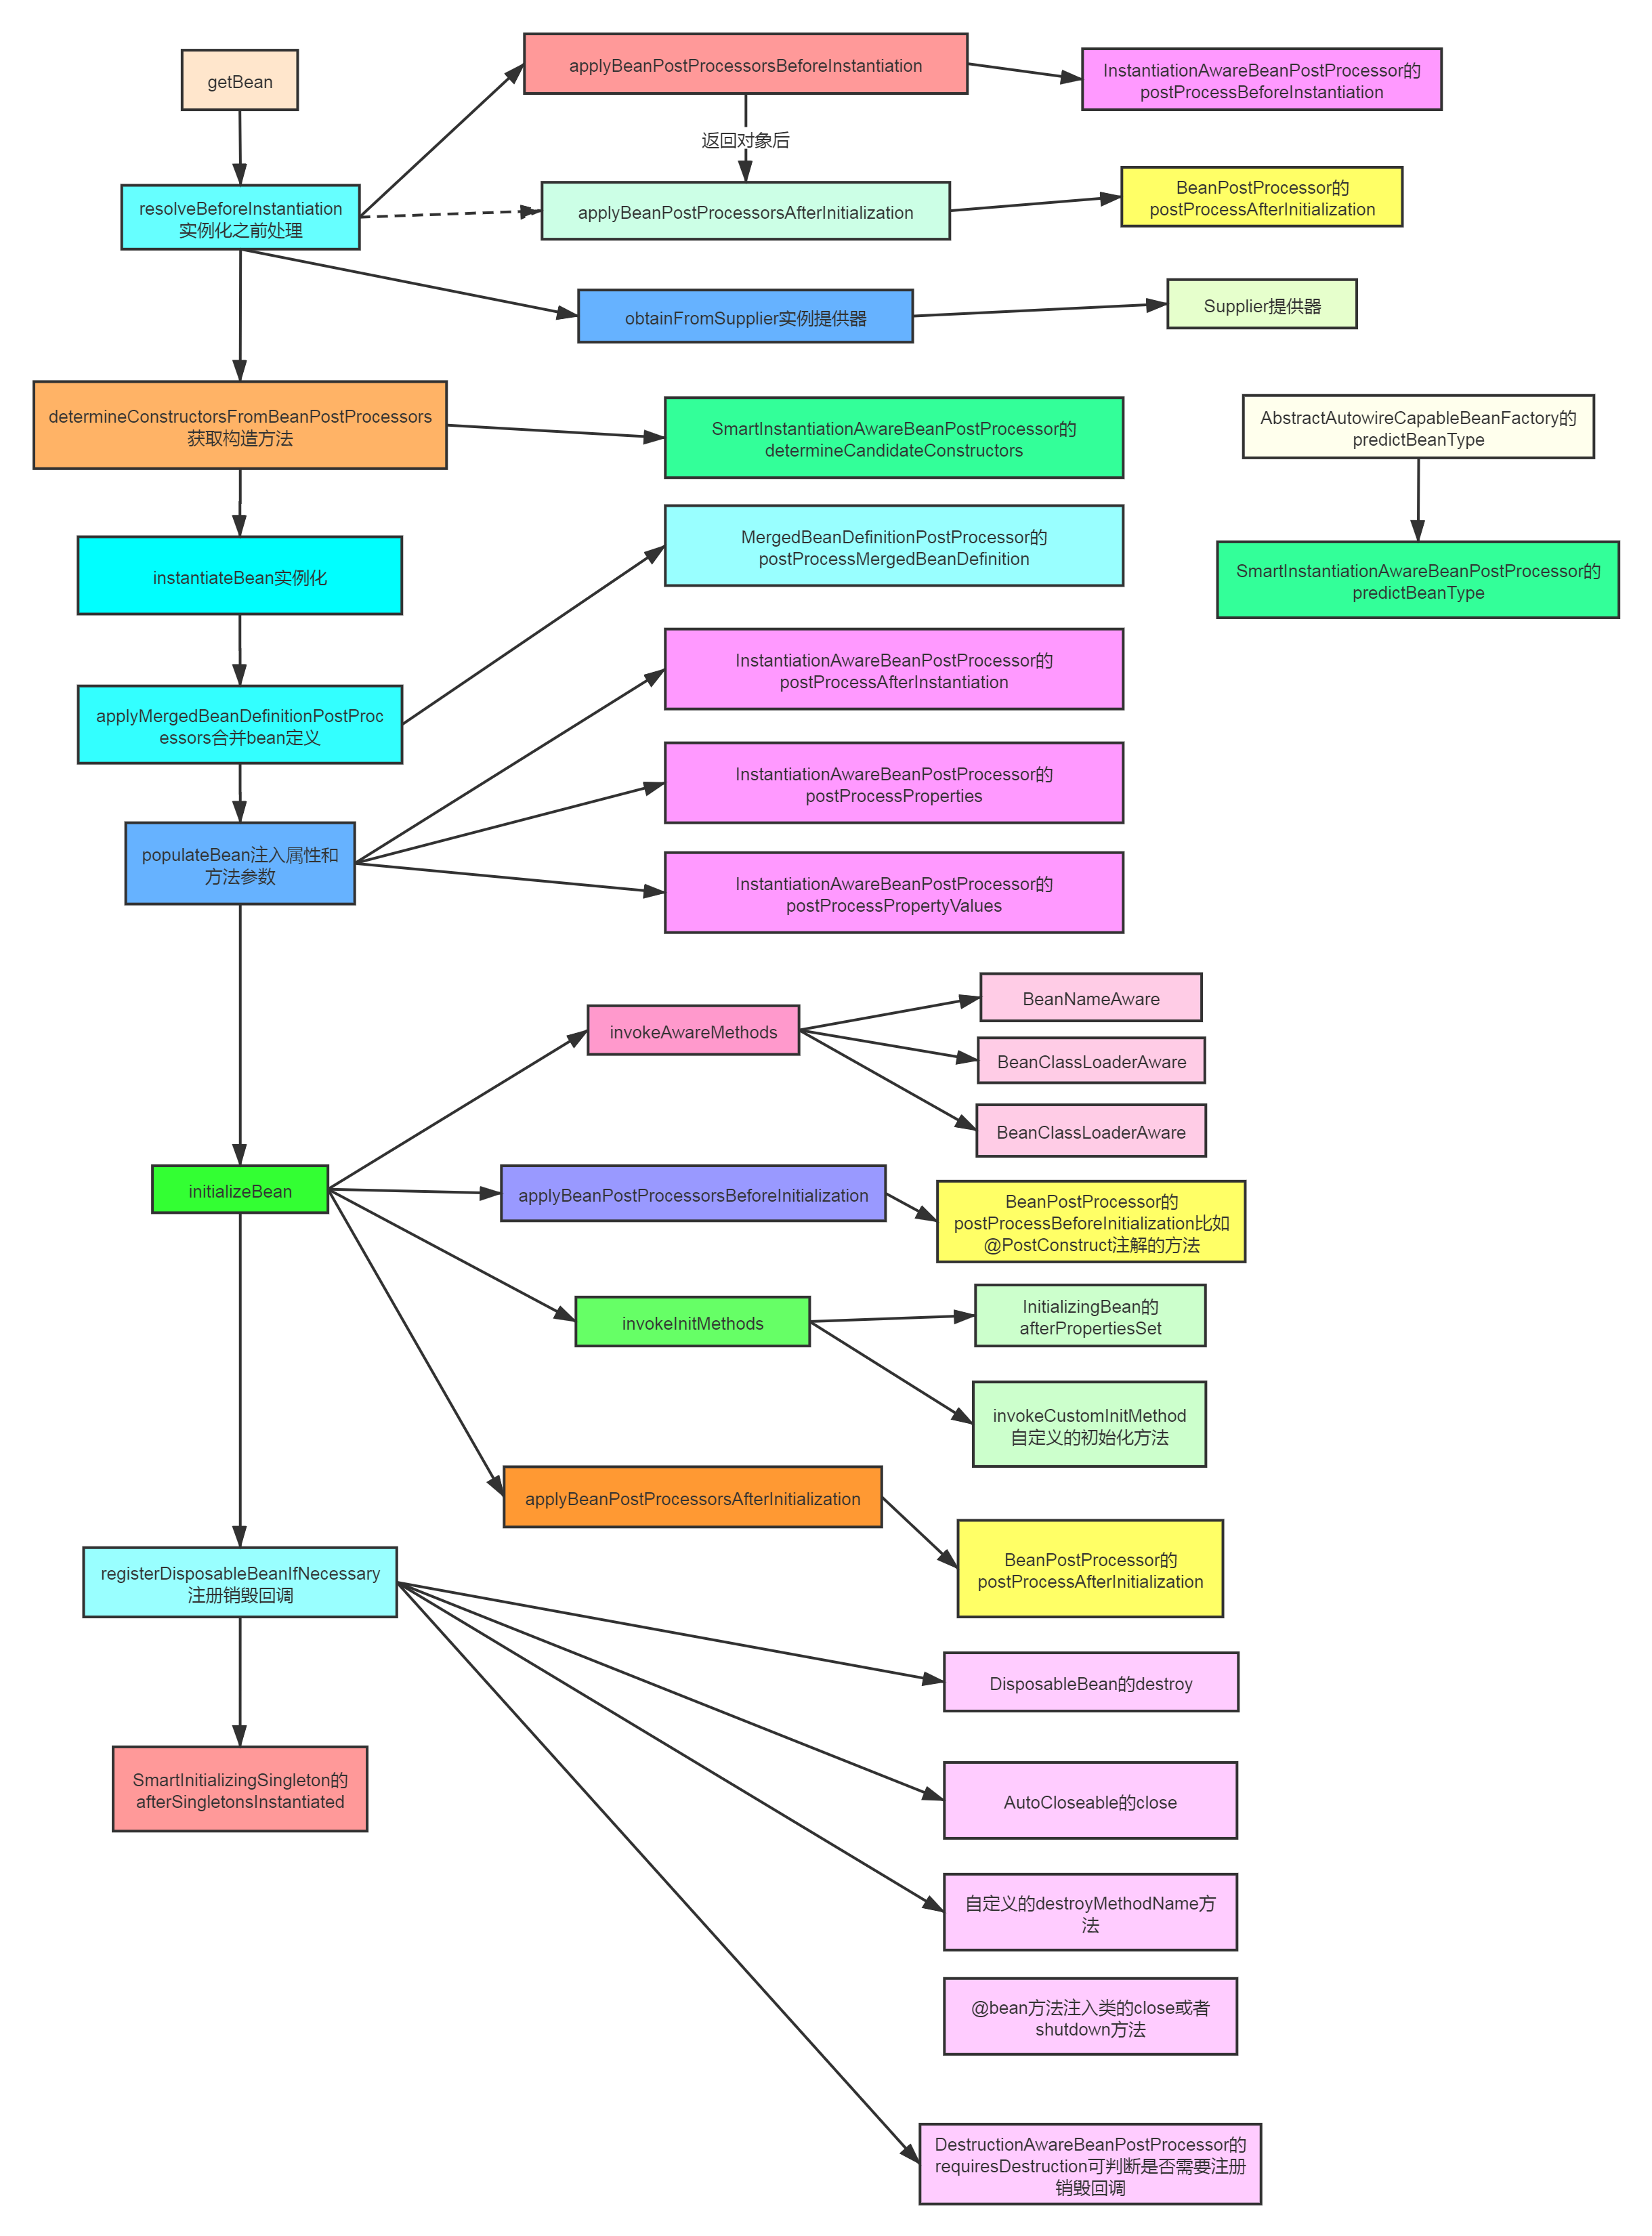 getBean
applyBeanPostProcessorsBeforeInstantiation
InstantiationAwareBeanPostProcessor的
postProcessBeforeInstantiation
返回对象后
resolveBeforeInstantiation
实例化之前处理
applyBeanPostProcessorsAfterInitialization
BeanPostProcessor的
postProcessAfterInitialization
obtainFromSupplier实例提供器
Supplier提供器
determineConstructorsFromBeanPostProcessors
获取构造方法
SmartInstantiationAwareBeanPostProcessor的
determineCandidateConstructors
AbstractAutowireCapableBeanFactory的
predictBeanType
instantiateBean实例化
MergedBeanDefinitionPostProcessor的
postProcessMergedBeanDefinition
SmartInstantiationAwareBeanPostProcessor的
predictBeanType
applyMergedBeanDefinitionPostProc
essors合并bean定义
InstantiationAwareBeanPostProcessor的
postProcessAfterInstantiation
InstantiationAwareBeanPostProcessor的
postProcessProperties
populateBean注入属性和
方法参数
InstantiationAwareBeanPostProcessor的
postProcessPropertyValues
invokeAwareMethods
BeanNameAware
BeanClassLoaderAware
BeanClassLoaderAware
initializeBean
applyBeanPostProcessorsBeforeInitialization
BeanPostProcessor的
postProcessBeforeInitialization比如
@PostConstruct注解的方法
invokeInitMethods
InitializingBean的
afterPropertiesSet
invokeCustomInitMethod
自定义的初始化方法
applyBeanPostProcessorsAfterInitialization
BeanPostProcessor的
postProcessAfterInitialization
registerDisposableBeanIfNecessary
注册销毁回调
DisposableBean的destroy
SmartInitializingSingleton的
afterSingletonsInstantiated
AutoCloseable的close
自定义的destroyMethodName方
法
@bean方法注入类的close或者
shutdown方法
DestructionAwareBeanPostProcessor的
requiresDestruction可判断是否需要注册
销毁回调